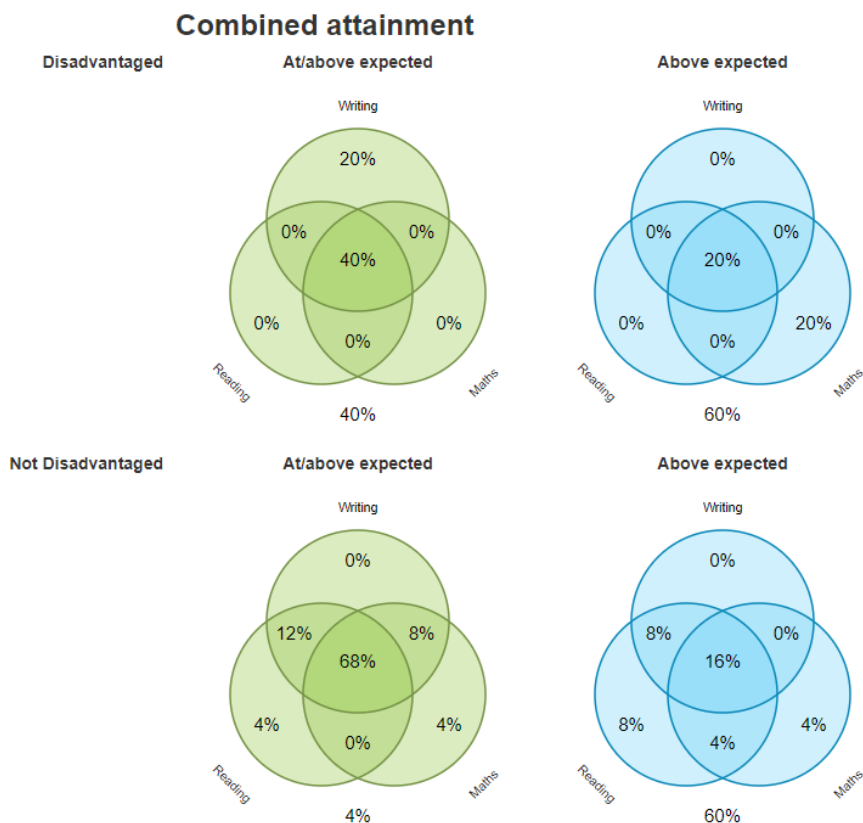 Combined attainment
Disadvantaged At/above expected Above expected
Writing Writing
20% 0%
0% 0% 0% 0%
40% 20%
0% 0% 0% 20%
0% 0%
Reading Maths Reading Maths
40% 60%
Not Disadvantaged At/above expected Above expected
Writing Writing
0% 0%
12% 8% 8% 0%
68% 16%
4% 4% 8% 4%
0% 4%
Reading Maths Reading Maths
4% 60%